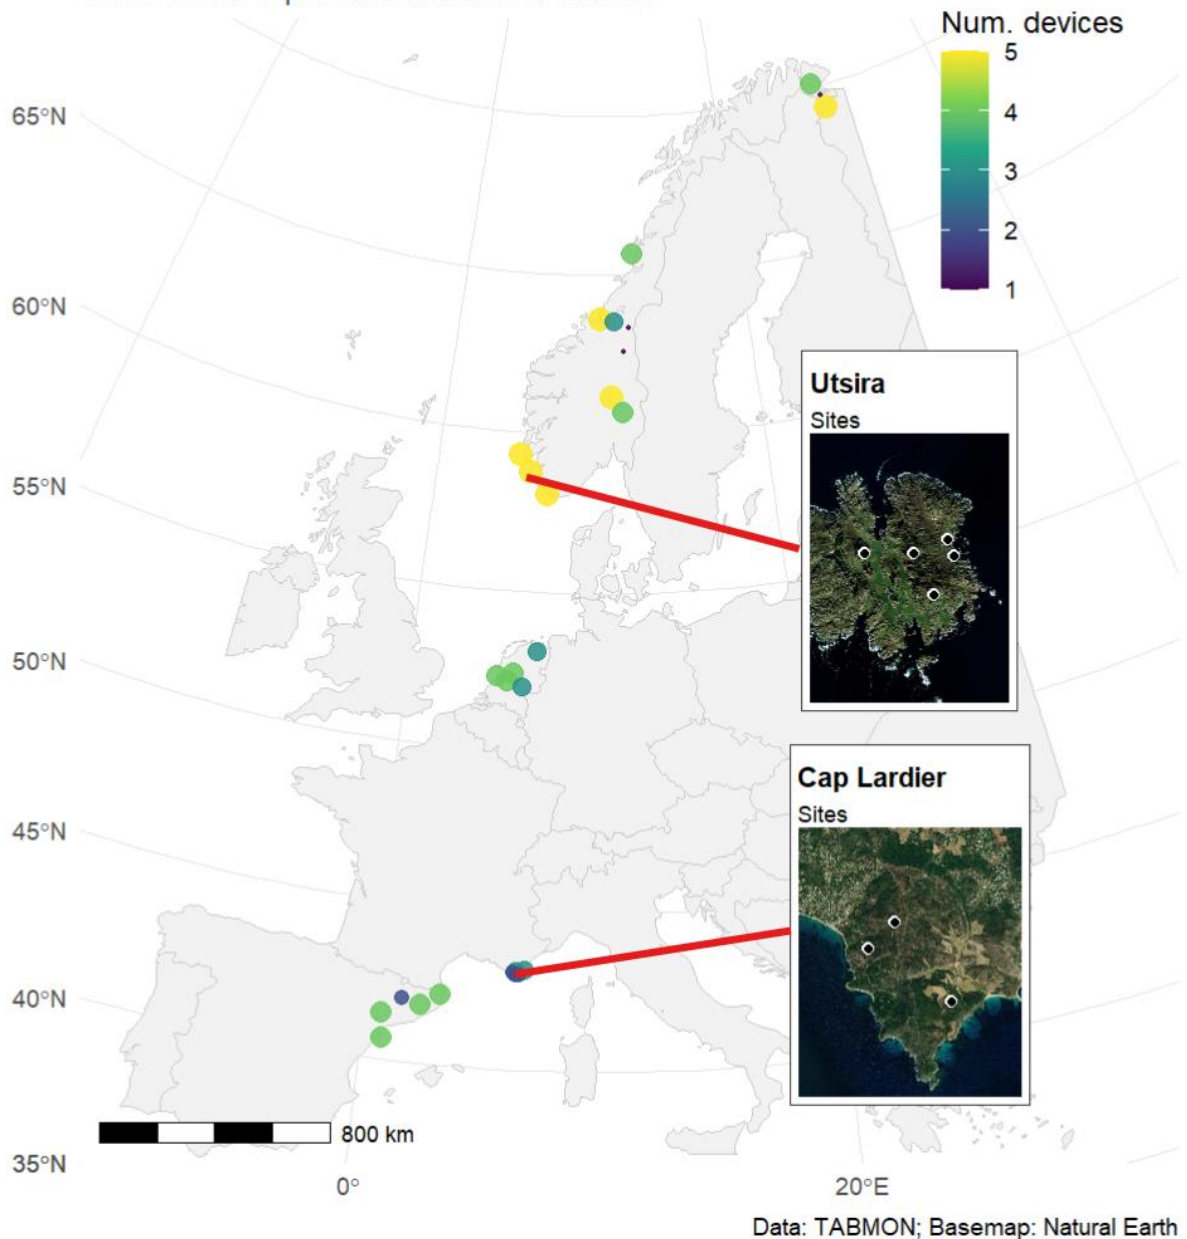 Num. devices
5
4
3
2
1
65°N
60°N
55°N
50°N
45°N
40°N
35°N
Utsira
Sites
Cap Lardier
Sites
800 km
0°
20°E
Data: TABMON; Basemap: Natural Earth